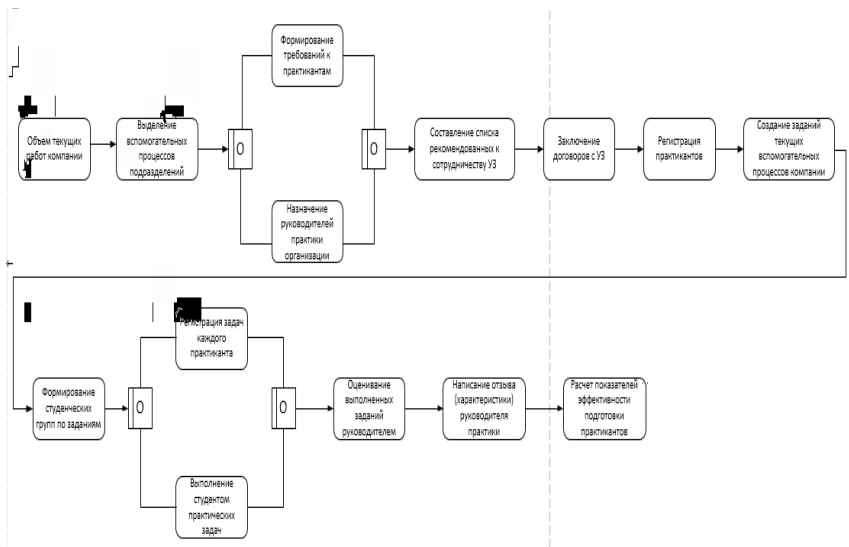 Формирование
требований к
практикантам
Объем текущих
работ компании
Выделение
вспомогательных
процессов
подразделений
O
O
Составление списка
рекомендованных к
сотрудничеству УЗ
Заключение
договоров с УЗ
Регистрация
практикантов
Создание заданий
текущих
вспомогательных
процессов компании
Назначение
руководителей
практики
организации
Регистрация задач
каждого
практиканта
Формирование
студенческих
групп по заданиям
O
O
Оценивание
выполненных
заданий
руководителем
Написание отзыва
(характеристики)
руководителя
практики
Расчет показателей
эффективности
подготовки
практикантов
Выполнение
студентом
практических
задач